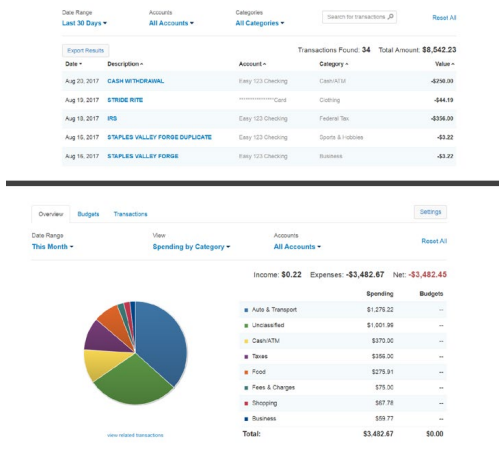 Date Range Accounts Categories
Last 30 Days All Accounts All Categories Search for transactions Reset All
Export Results Transactions Found: 34 Total Amount: $8,542.23
Date Description Account Category Value
Aug 20, 2017 CASH WITHDRAWAL Easy 123 Checking Cash/ATM -$250.00
Aug 19, 2017 STRIDE RITE ***************Card Clothing -$44.19
Aug 18, 2017 IRS Easy 123 Checking Federal Tax -$356.00
Aug 16, 2017 STAPLES VALLEY FORGE DUPLICATE Easy 123 Checking Sports & Hobbies -$3.22
Aug 16, 2017 STAPLES VALLEY FORGE Easy 123 Checking Business -$3.22
Overview Budgets Transactions Settings
Date Range View Accounts
This Month Spending by Category All Accounts Reset All
Income: $0.22 Expenses: -$3,482.67 Net: -$3,482.45
Spending Budgets
Auto & Transport $1,275.22 --
Unclassified $1,001.99 --
Cash/ATM $370.00 --
Taxes $356.00 --
Food $275.91 --
Fees & Charges $75.00 --
Shopping $67.78 --
Business $59.77 --
view related transactions Total: $3,482.67 $0.00